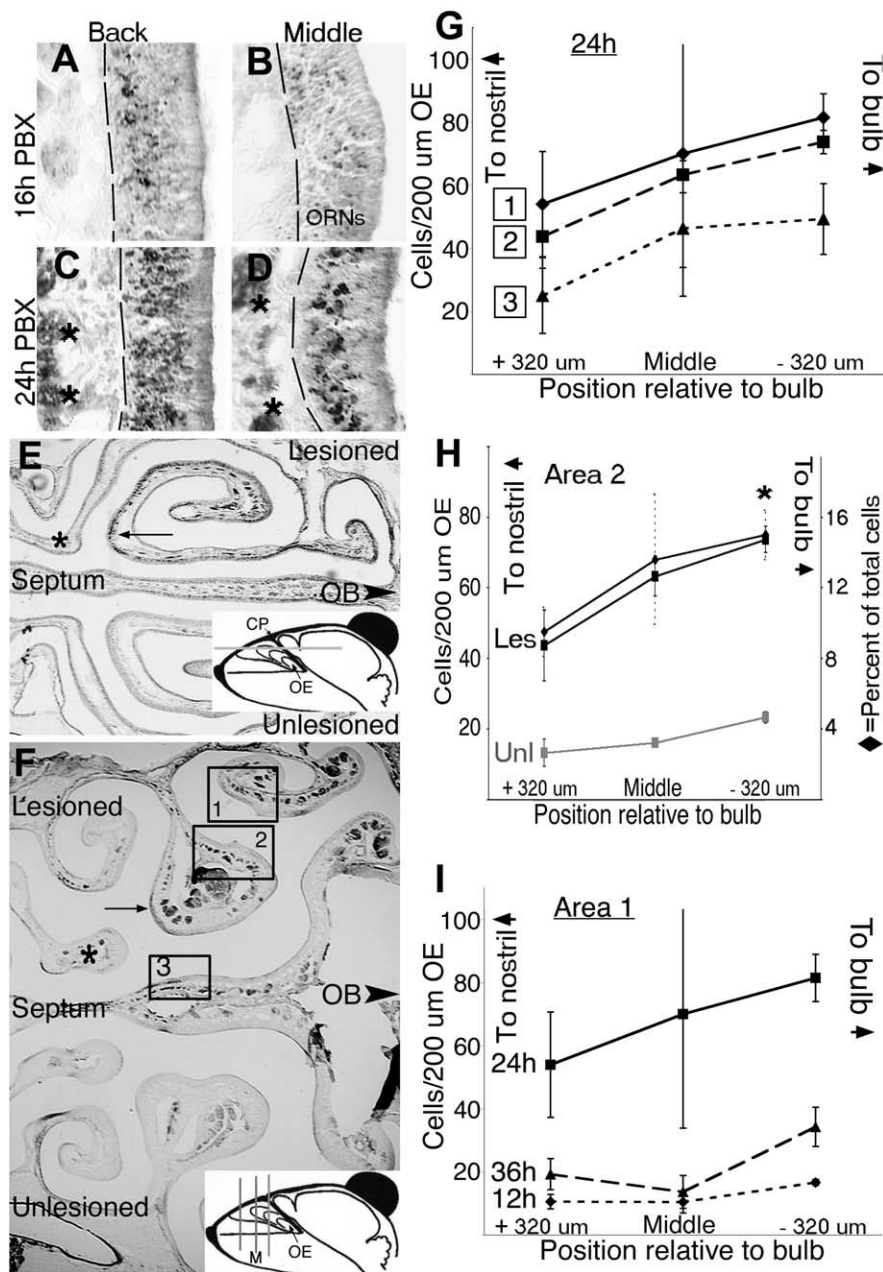 Back
Middle
A
B
16h PBX
ORNs
C
D
24h PBX
*
*
*
*
E
Lesioned
*
Septum
OB
CP
OE
Unlesioned
F
Lesioned
1
2
*
3
Septum
OB
Unlesioned
M
OE
G
24h
Cells/200 um OE
100
80
60
40
20
To nostril
To bulb
1
2
3
+ 320 um
Middle
- 320 um
Position relative to bulb
H
Area 2
Cells/200 um OE
80
60
40
20
To nostril
To bulb
*
Les
Unl
16
14
12
10
8
6
4
◆=Percent of total cells
+ 320 um
Middle
- 320 um
Position relative to bulb
I
Area 1
Cells/200 um OE
100
80
60
40
20
To nostril
To bulb
24h
36h
12h
+ 320 um
Middle
- 320 um
Position relative to bulb